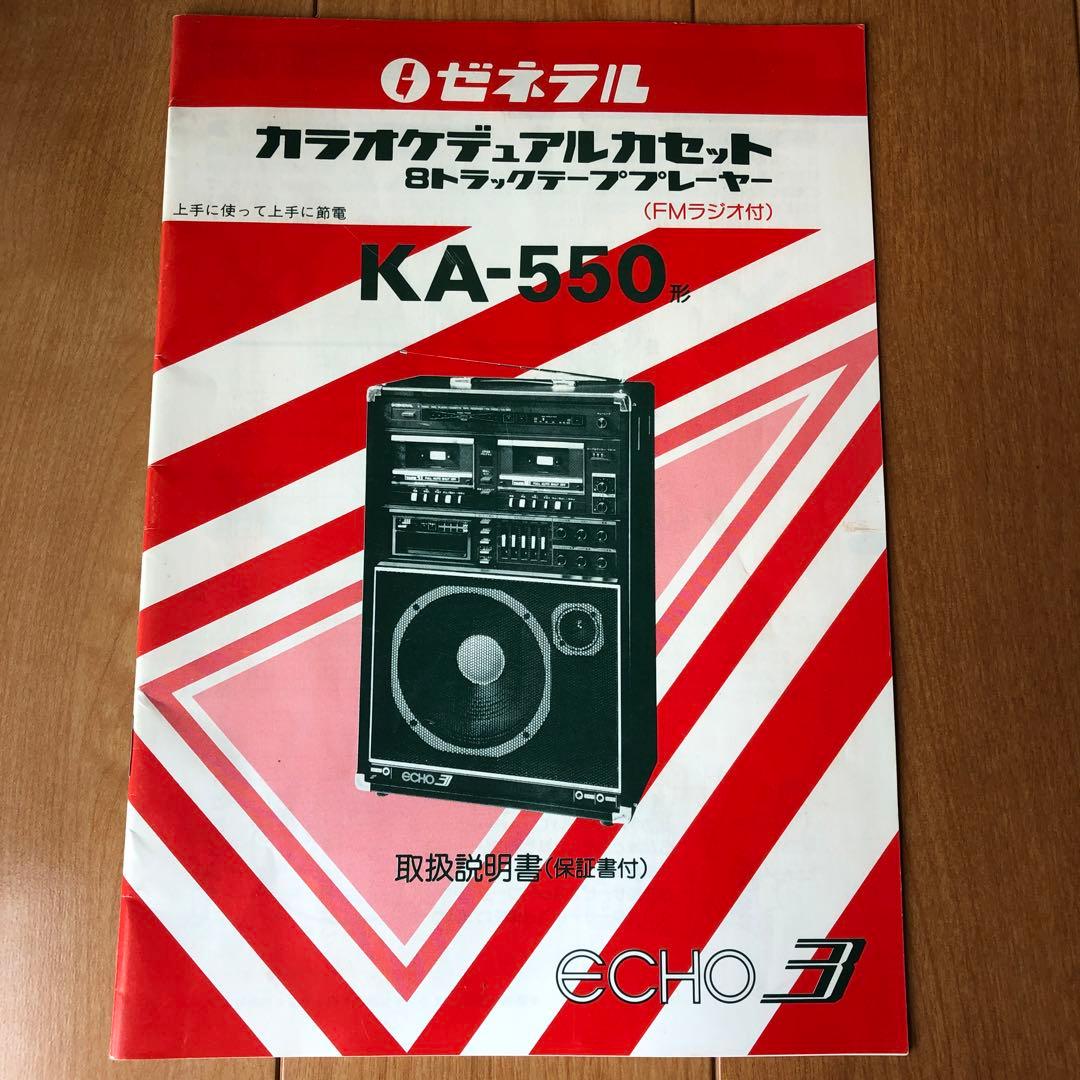 ゼネラル
カラオケデュアルカセット
8トラックテーププレーヤー
上手に使って上手に節電
(FMラジオ付)
KA-550形
GENERAL
ECHO 3
取扱説明書(保証書付)
ECHO 3